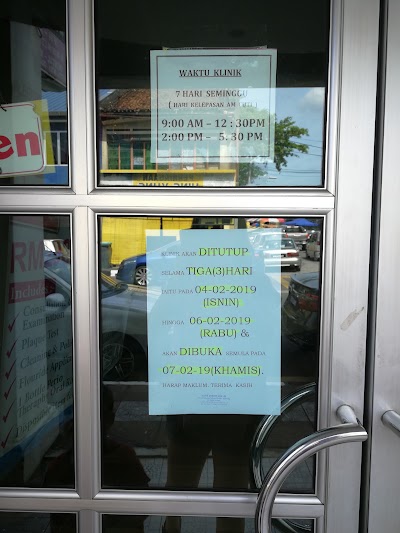 WAKTU KLINIK
7 HARI SEMINGGU
( HARI KELEPASAN AM TUTUP )
9:00 AM – 12 : 30PM
2:00 PM – 5. 30 PM
en
KLINIK AKAN DITUTUP
SELAMA TIGA(3)HARI
IAITU PADA 04-02-2019
(ISNIN)
HINGGA 06-02-2019
(RABU) &
AKAN DIBUKA SEMULA PADA
07-02-19(KHAMIS).
HARAP MAKLUM. TERIMA-KASIH
RM
Includes: